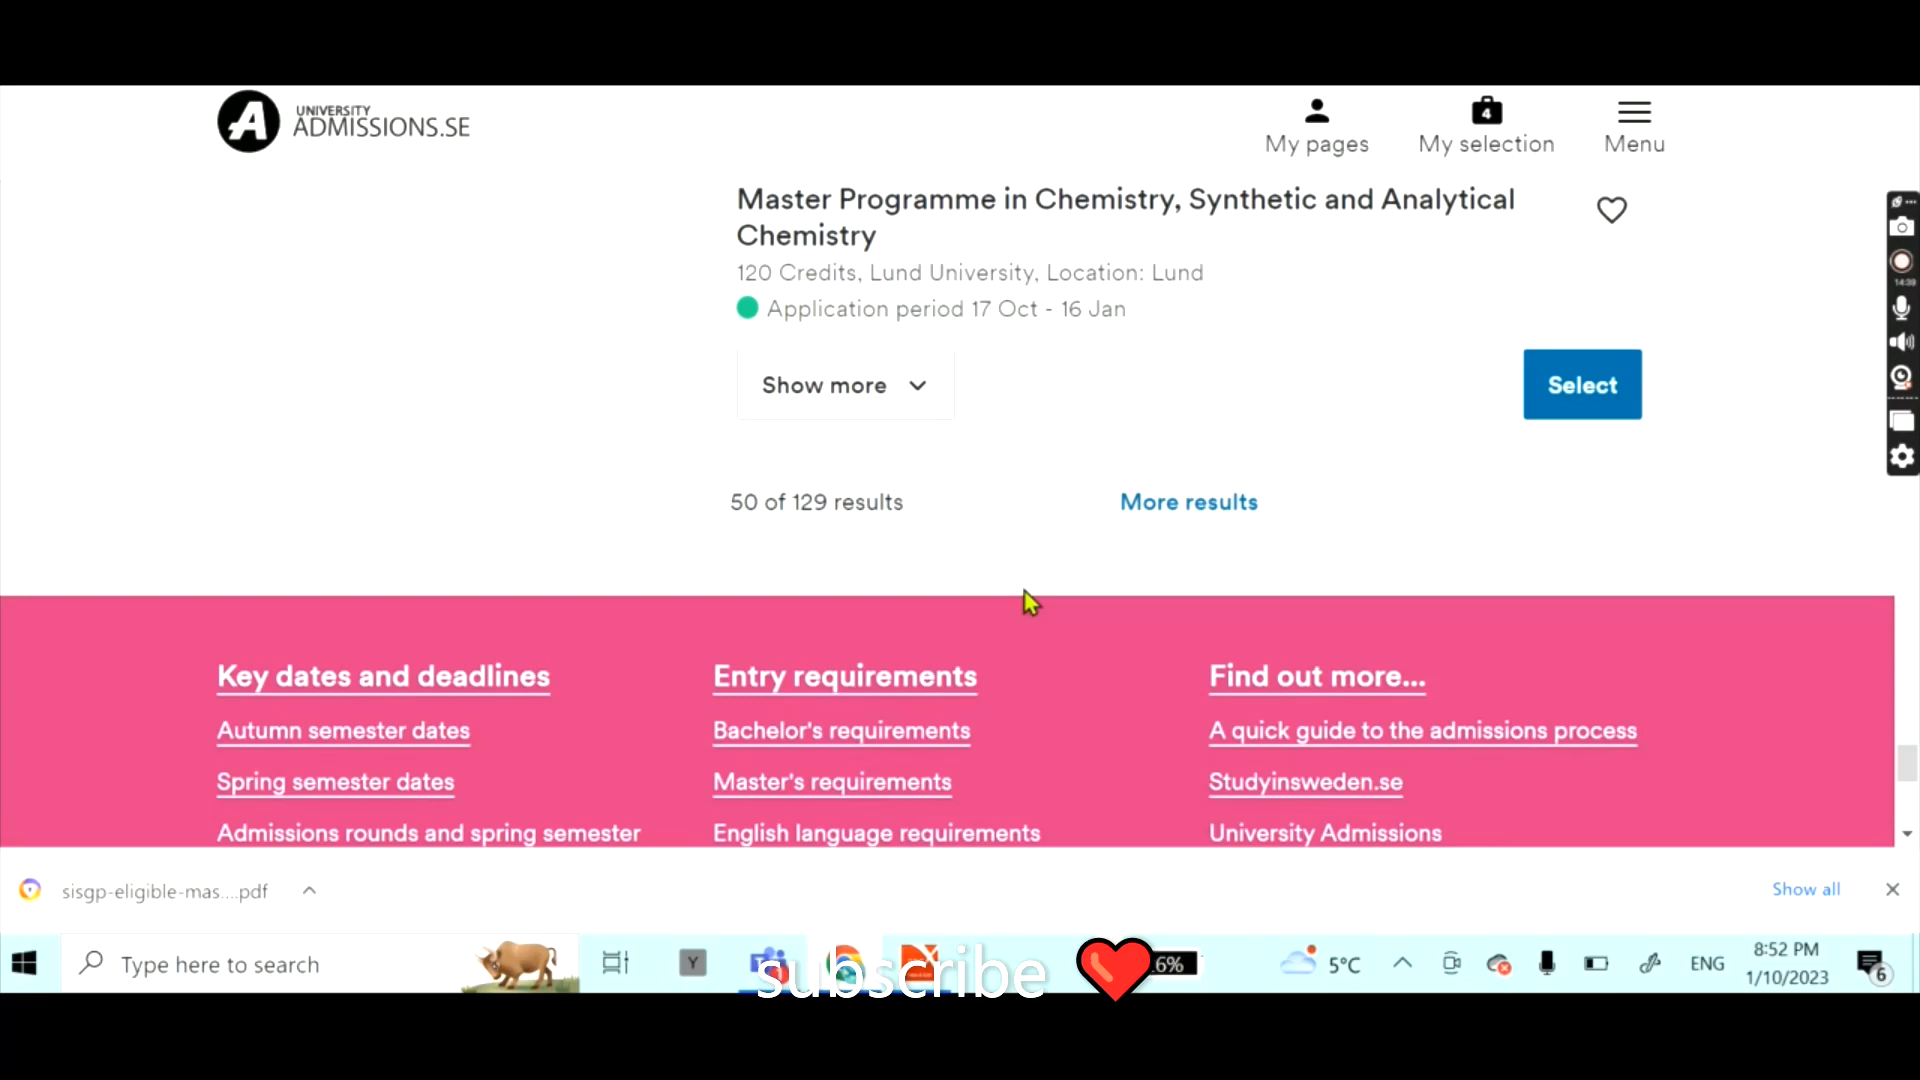 UNIVERSITY
ADMISSIONS.SE
My pages
4
My selection
Menu
Master Programme in Chemistry, Synthetic and Analytical
Chemistry
120 Credits, Lund University, Location: Lund
Application period 17 Oct - 16 Jan
Show more
Select
50 of 129 results
More results
14:39
Key dates and deadlines
Entry requirements
Find out more...
Autumn semester dates
Bachelor's requirements
A quick guide to the admissions process
Spring semester dates
Master's requirements
Studyinsweden.se
Admissions rounds and spring semester
English language requirements
University Admissions
sisgp-eligible-mas....pdf
Show all
Type here to search
Y
subscribe
6%
5°C
ENG
8:52 PM
1/10/2023
6